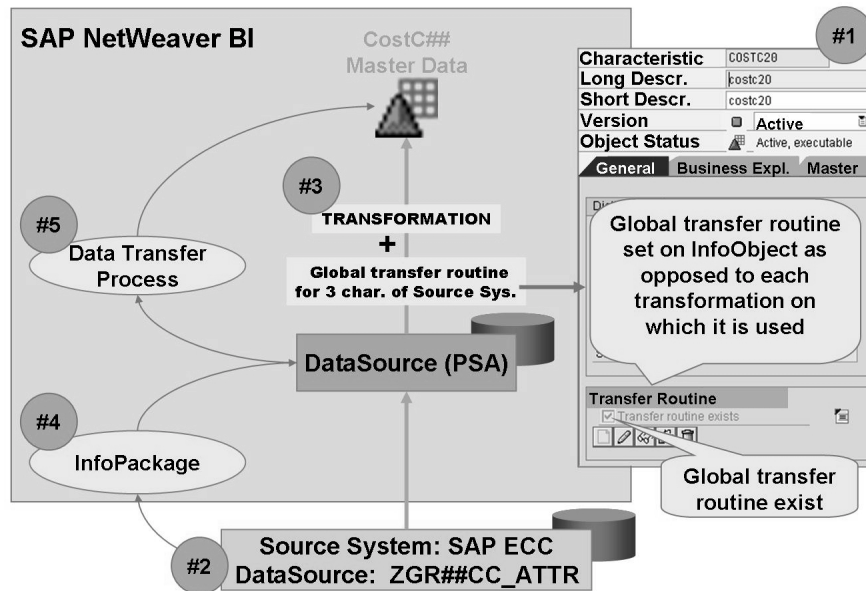 SAP NetWeaver BI
CostC##
Master Data
#1
Characteristic COSTC20
Long Descr. costc20
Short Descr. costc20
Version Active
Object Status Active, executable
General Business Expl. Master
Global transfer routine
set on InfoObject as
opposed to each
transformation on
which it is used
#3
TRANSFORMATION
+
Global transfer routine
for 3 char. of Source Sys.
#5
Data Transfer
Process
DataSource (PSA)
Transfer Routine
Transfer routine exists
Global transfer
routine exist
#4
InfoPackage
#2
Source System: SAP ECC
DataSource: ZGR##CC_ATTR